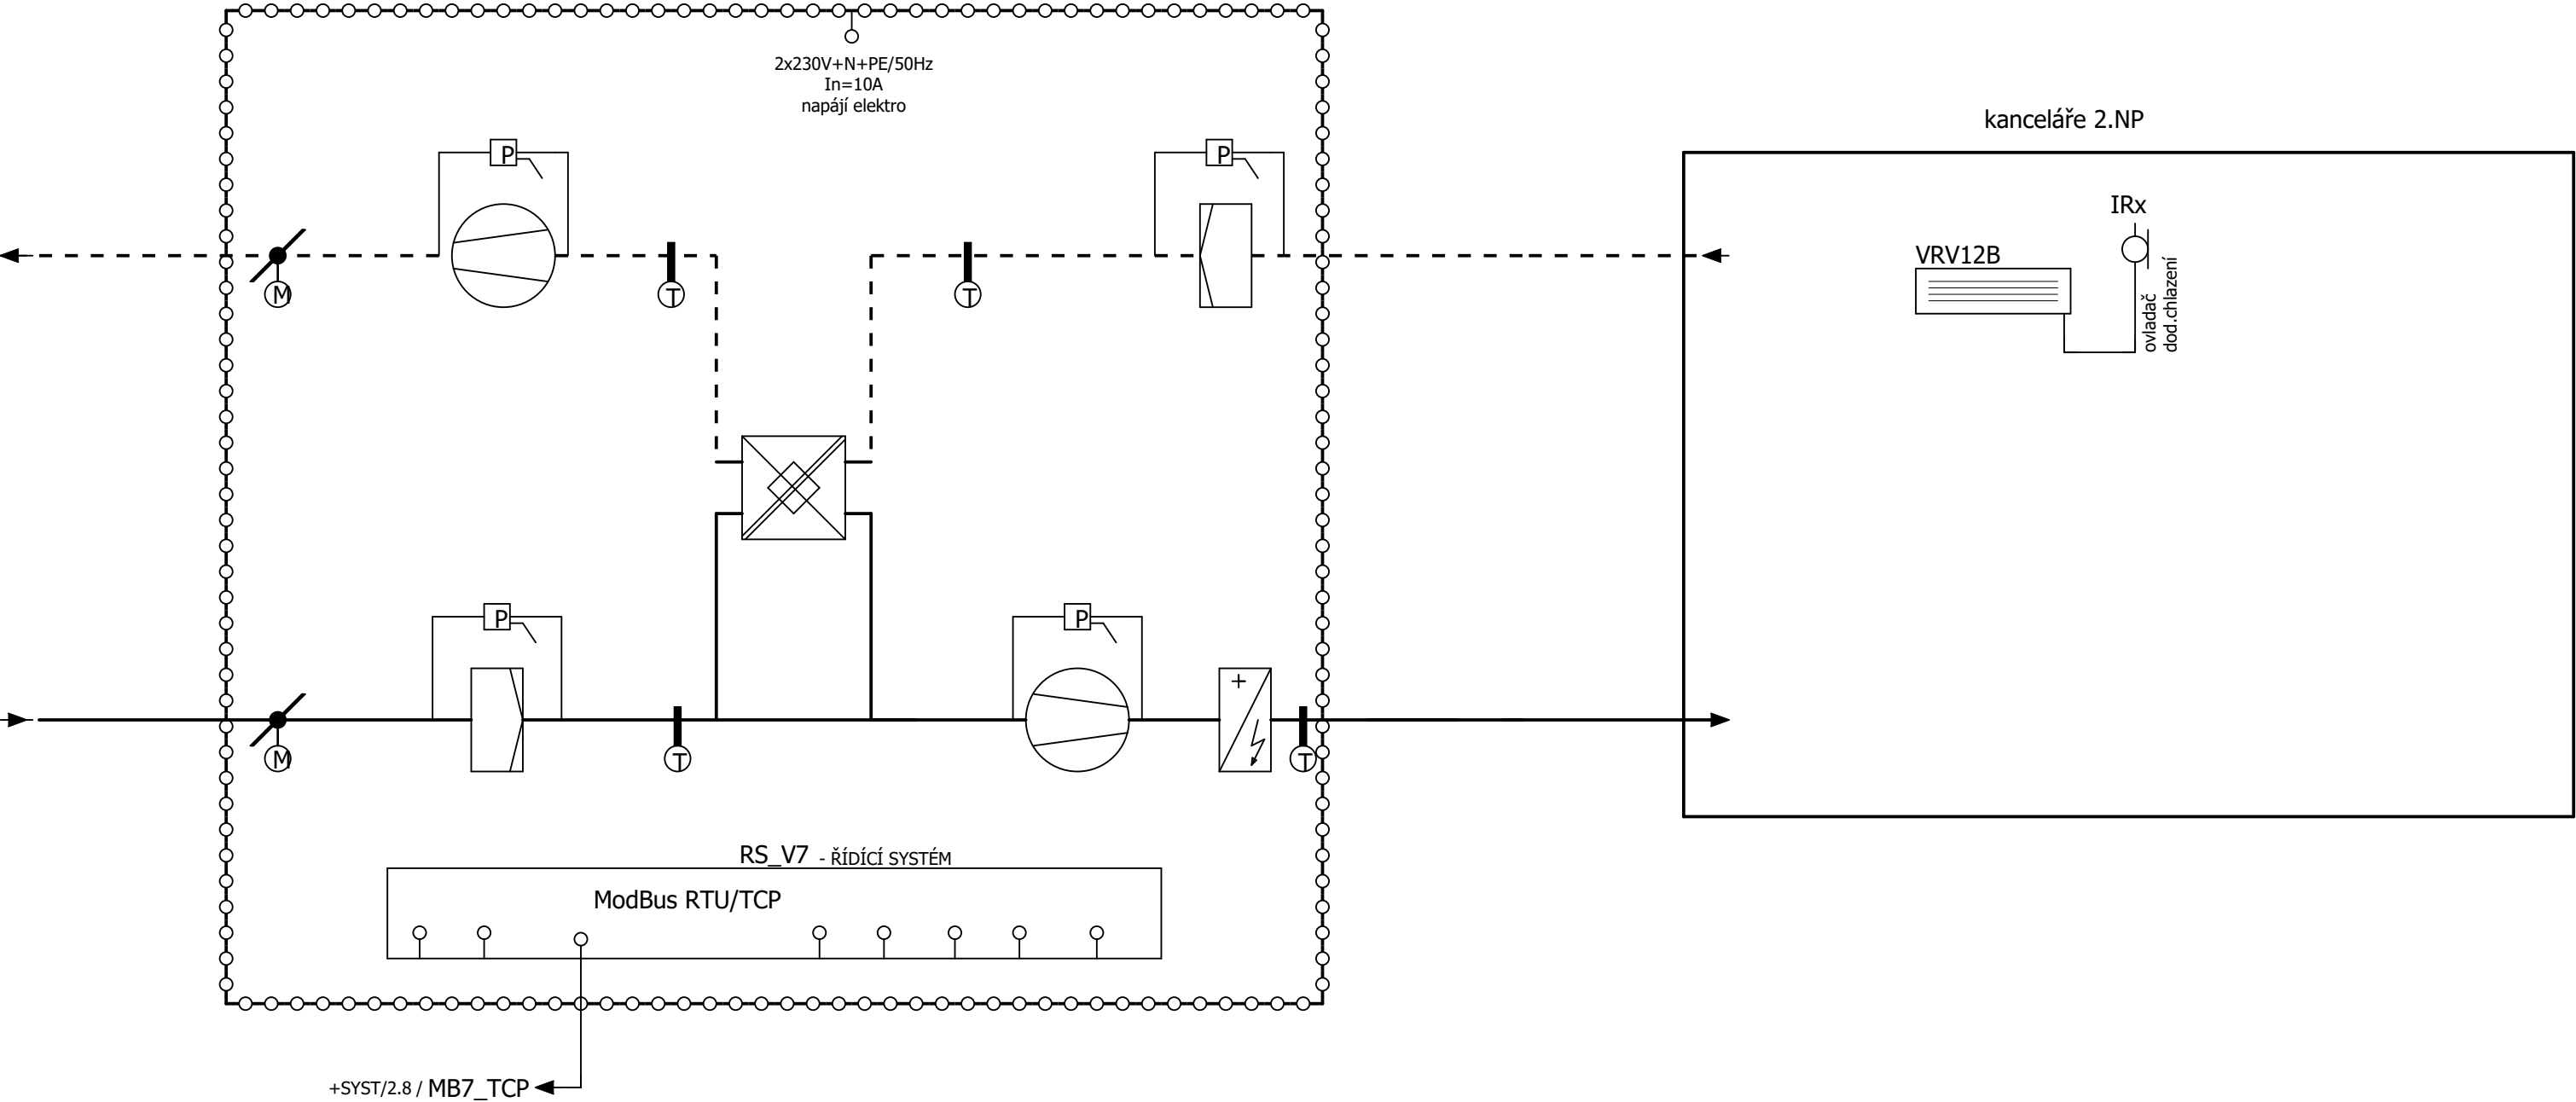 2x230V+N+PE/50Hz
In=10A
napájí elektro
kanceláře 2.NP
P
P
IRx
VRV12B
ovladač
dod.chlazení
M
T
T
P
P
+
M
T
T
RS_V7 - ŘÍDÍCÍ SYSTÉM
ModBus RTU/TCP
+SYST/2.8 / MB7_TCP